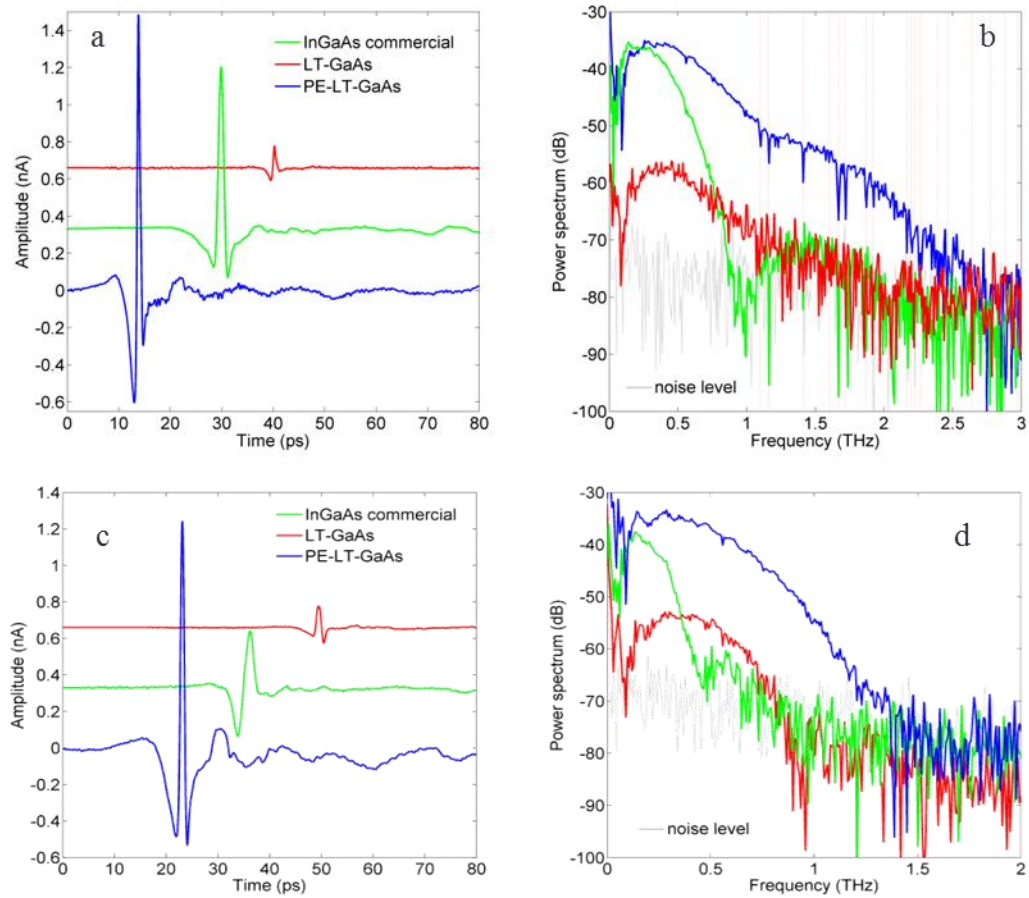 a
InGaAs commercial
LT-GaAs
PE-LT-GaAs
Amplitude (nA)
1.4
1.2
1
0.8
0.6
0.4
0.2
0
-0.2
-0.4
-0.6
0 10 20 30 40 50 60 70 80
Time (ps)
b
Power spectrum (dB)
-30
-40
-50
-60
-70
-80
-90
-100
noise level
0 0.5 1 1.5 2 2.5 3
Frequency (THz)
c
InGaAs commercial
LT-GaAs
PE-LT-GaAs
Amplitude (nA)
1.4
1.2
1
0.8
0.6
0.4
0.2
0
-0.2
-0.4
-0.6
0 10 20 30 40 50 60 70 80
Time (ps)
d
Power spectrum (dB)
-30
-40
-50
-60
-70
-80
-90
-100
noise level
0 0.5 1 1.5 2
Frequency (THz)